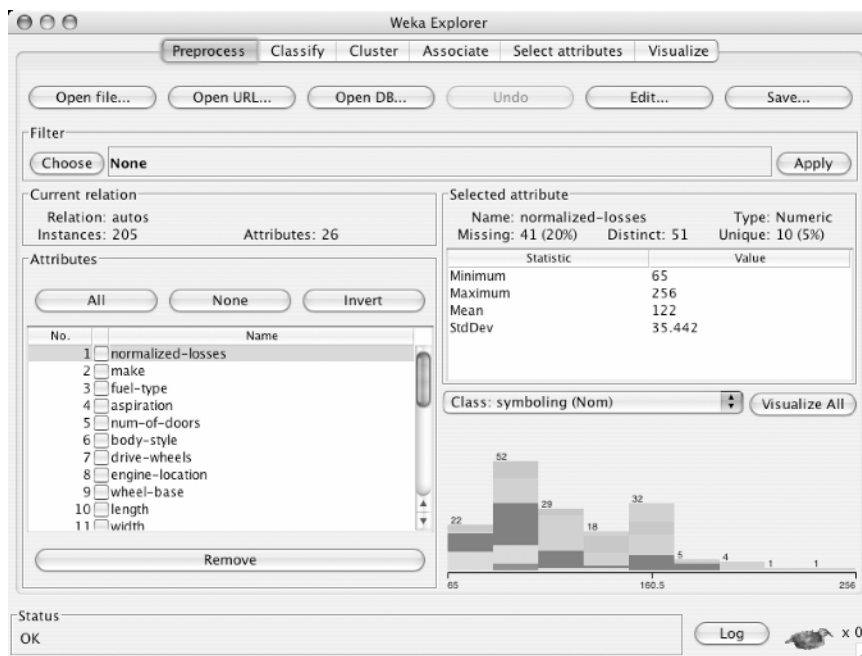 Weka Explorer
Preprocess Classify Cluster Associate Select attributes Visualize
Open file... Open URL... Open DB... Undo Edit... Save...
Filter
Choose None Apply
Current relation
Relation: autos
Instances: 205 Attributes: 26
Attributes
All None Invert
No. Name
1 normalized-losses
2 make
3 fuel-type
4 aspiration
5 num-of-doors
6 body-style
7 drive-wheels
8 engine-location
9 wheel-base
10 length
11 width
Remove
Selected attribute
Name: normalized-losses Type: Numeric
Missing: 41 (20%) Distinct: 51 Unique: 10 (5%)
Statistic Value
Minimum 65
Maximum 256
Mean 122
StdDev 35.442
Class: symboling (Nom) Visualize All
22 52 29 18 32 5 4 1 1
65 160.5 256
Status
OK
Log x 0